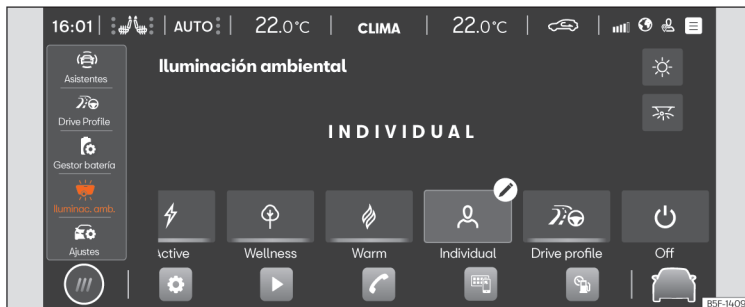 16:01 AUTO 22.0°C CLIMA 22.0°C
Asistentes
Drive Profile
Gestor batería
Iluminac. amb.
Ajustes
Iluminación ambiental
INDIVIDUAL
Active Wellness Warm Individual Drive profile Off
B5F-1409